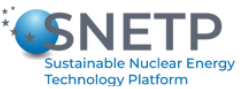 SNETP
Sustainable Nuclear Energy
Technology Platform